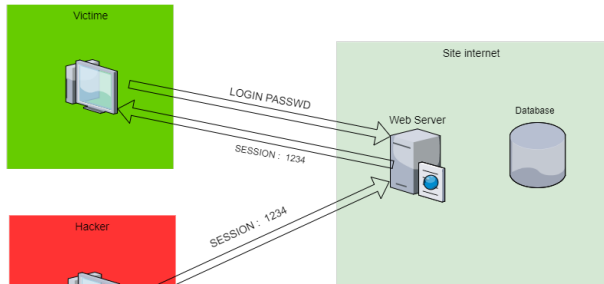 Victime
Site internet
LOGIN PASSWD
Web Server
Database
SESSION : 1234
SESSION : 1234
Hacker